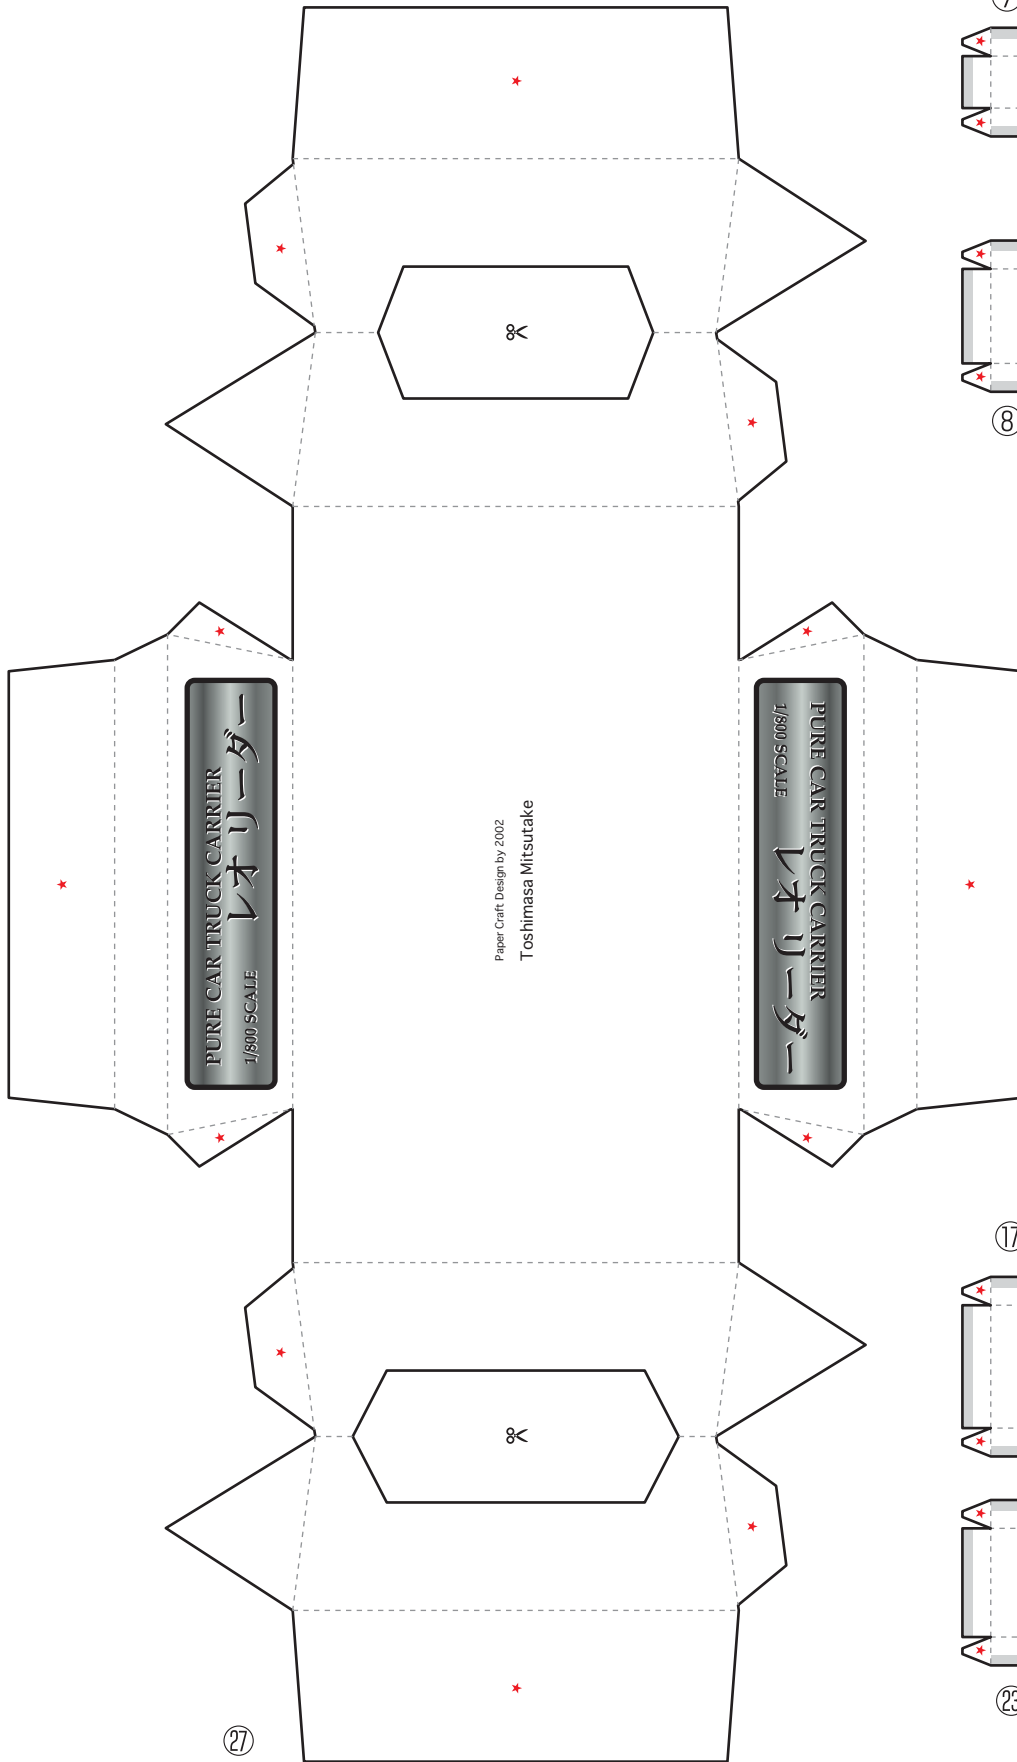 ⑦
⑧
PURE CAR TRUCK CARRIER
レオ リーダー
1/800 SCALE
Paper Craft Design by 2002
Toshimasa Mitsutake
PURE CAR TRUCK CARRIER
レオ リーダー
1/800 SCALE
⑰
㉓
㉗